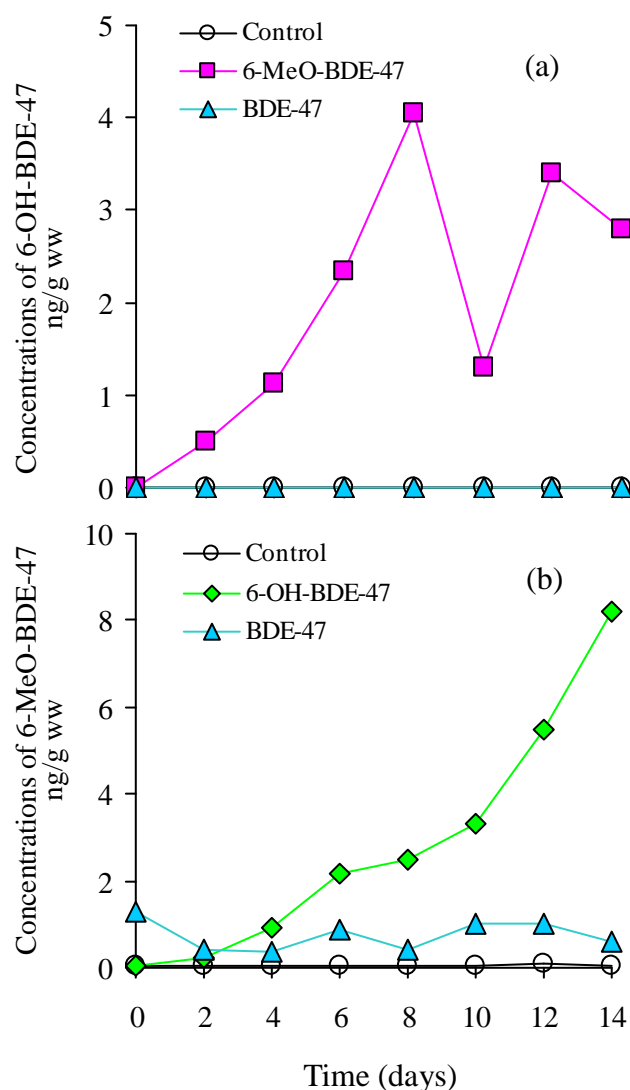 Concentrations of 6-OH-BDE-47
ng/g ww
5
4
3
2
1
0
Control
6-MeO-BDE-47
BDE-47
(a)
Concentrations of 6-MeO-BDE-47
ng/g ww
10
8
6
4
2
0
Control
6-OH-BDE-47
BDE-47
(b)
0 2 4 6 8 10 12 14
Time (days)